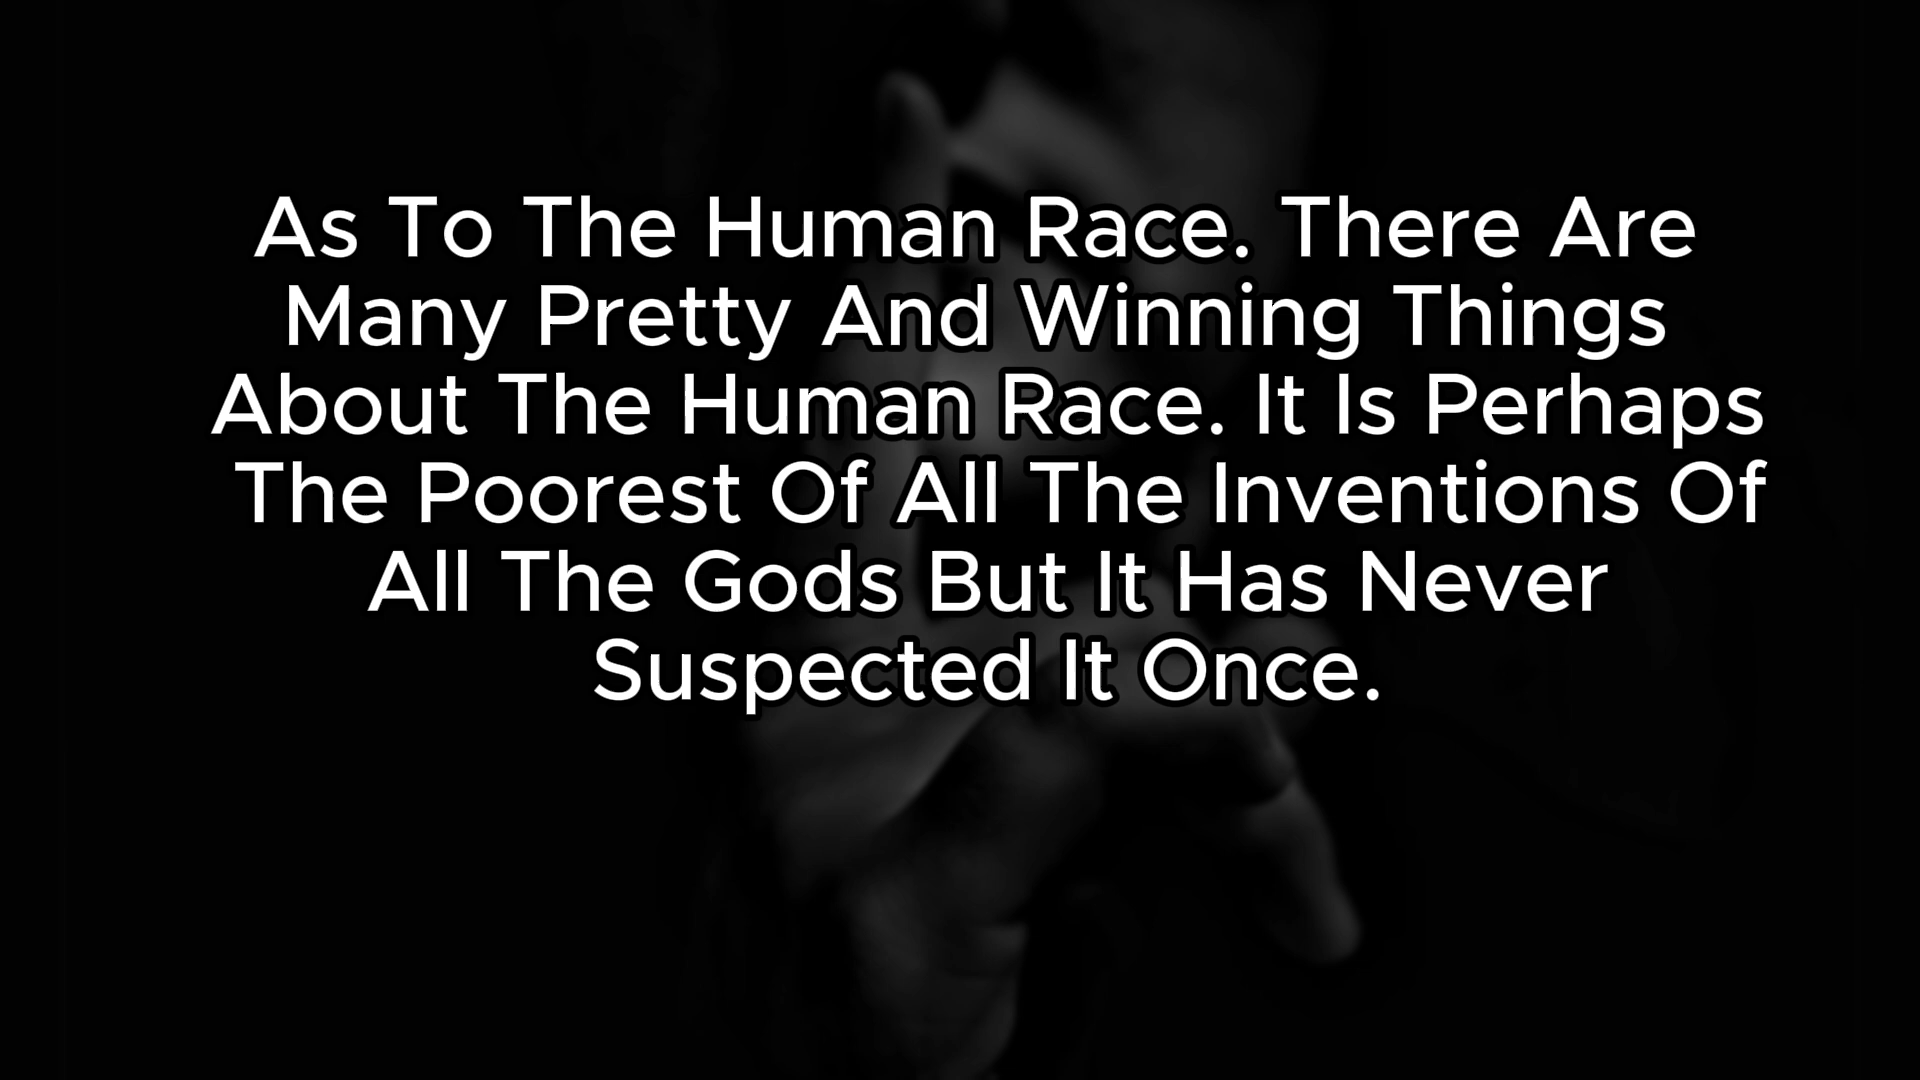 As To The Human Race. There Are
Many Pretty And Winning Things
About The Human Race. It Is Perhaps
The Poorest Of All The Inventions Of
All The Gods But It Has Never
Suspected It Once.